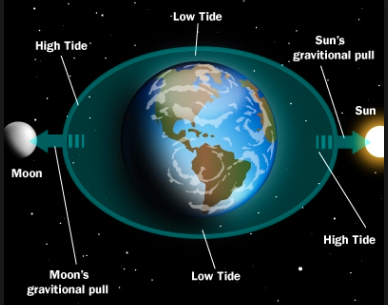 Low Tide
High Tide
Sun's
gravitional pull
Sun
Moon
High Tide
Moon's
gravitional pull
Low Tide